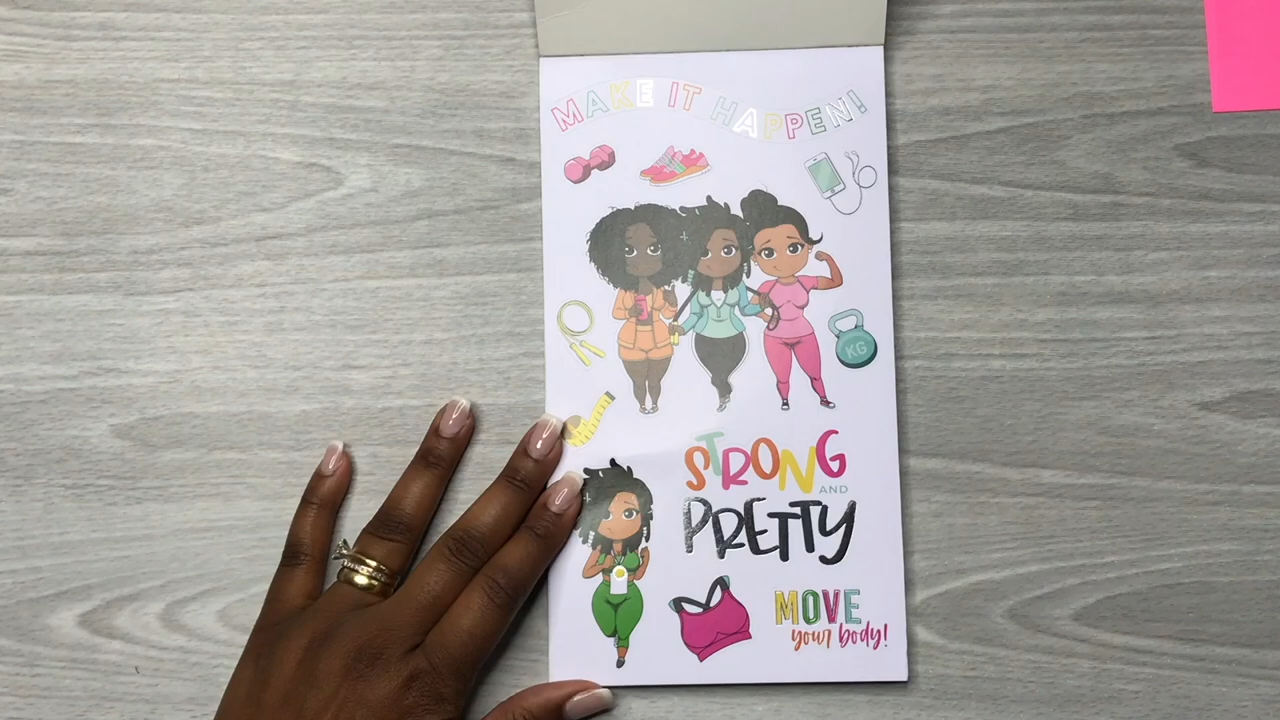 MAKE IT HAPPEN!
KG
STRONG
AND
PRETTY
MOVE
your body!